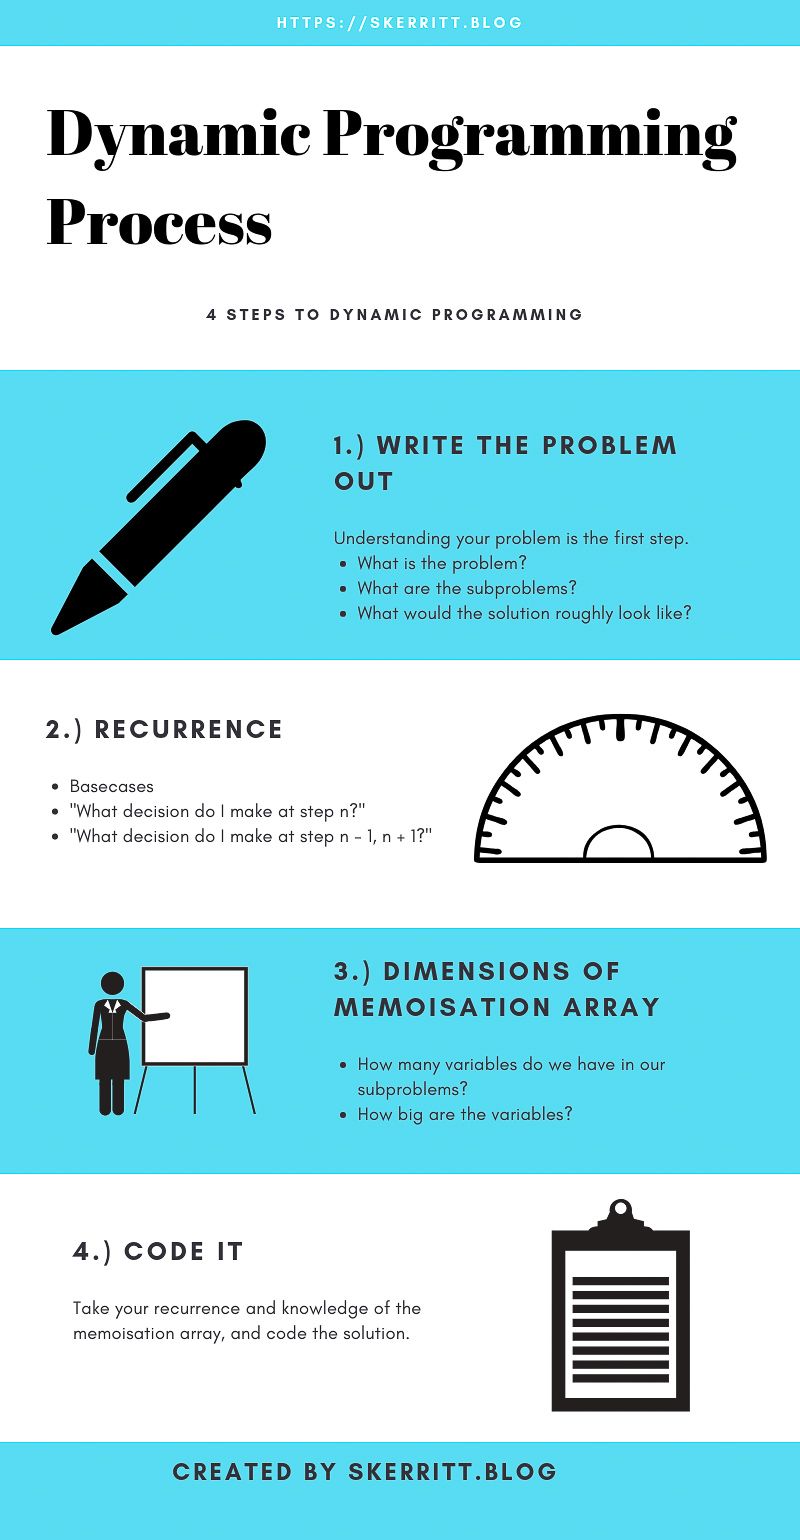 HTTPS://SKERRITT.BLOG
Dynamic Programming
Process
4 STEPS TO DYNAMIC PROGRAMMING
1.) WRITE THE PROBLEM
OUT
Understanding your problem is the first step.
• What is the problem?
• What are the subproblems?
• What would the solution roughly look like?
2.) RECURRENCE
• Basecases
• "What decision do I make at step n?"
• "What decision do I make at step n - 1, n + 1?"
3.) DIMENSIONS OF
MEMOISATION ARRAY
• How many variables do we have in our
subproblems?
• How big are the variables?
4.) CODE IT
Take your recurrence and knowledge of the
memoisation array, and code the solution.
CREATED BY SKERRITT.BLOG